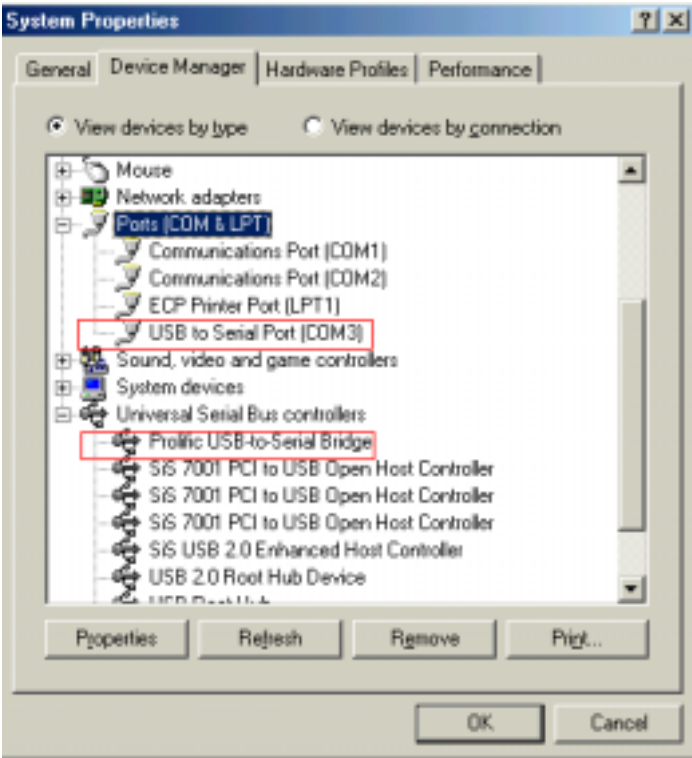 System Properties
General Device Manager Hardware Profiles Performance
View devices by type View devices by connection
Mouse
Network adapters
Ports (COM & LPT)
Communications Port (COM1)
Communications Port (COM2)
ECP Printer Port (LPT1)
USB to Serial Port (COM3)
Sound, video and game controllers
System devices
Universal Serial Bus controllers
Prolific USB-to-Serial Bridge
SiS 7001 PCI to USB Open Host Controller
SiS 7001 PCI to USB Open Host Controller
SiS 7001 PCI to USB Open Host Controller
SiS USB 2.0 Enhanced Host Controller
USB 2.0 Root Hub Device
USB Root Hub
Properties Refresh Remove Print...
OK Cancel